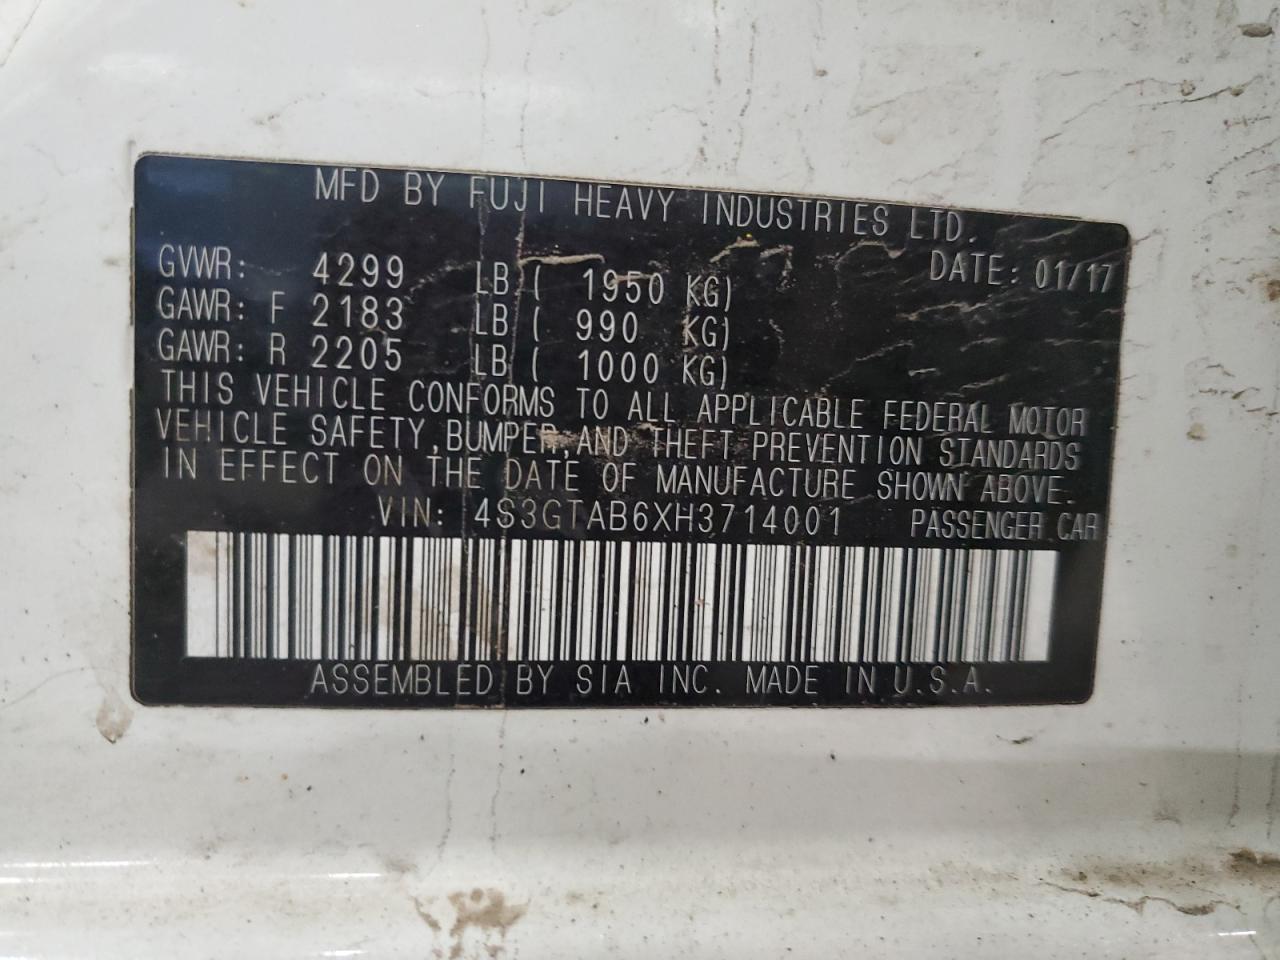 MFD BY FUJI HEAVY INDUSTRIES LTD.
GVWR: 4299 LB ( 1950 KG) DATE: 01/17
GAWR: F 2183 LB ( 990 KG)
GAWR: R 2205 LB ( 1000 KG)
THIS VEHICLE CONFORMS TO ALL APPLICABLE FEDERAL MOTOR
VEHICLE SAFETY, BUMPER, AND THEFT PREVENTION STANDARDS
IN EFFECT ON THE DATE OF MANUFACTURE SHOWN ABOVE.
VIN: 4S3GTAB6XH3714001 PASSENGER CAR
ASSEMBLED BY SIA INC. MADE IN U.S.A.